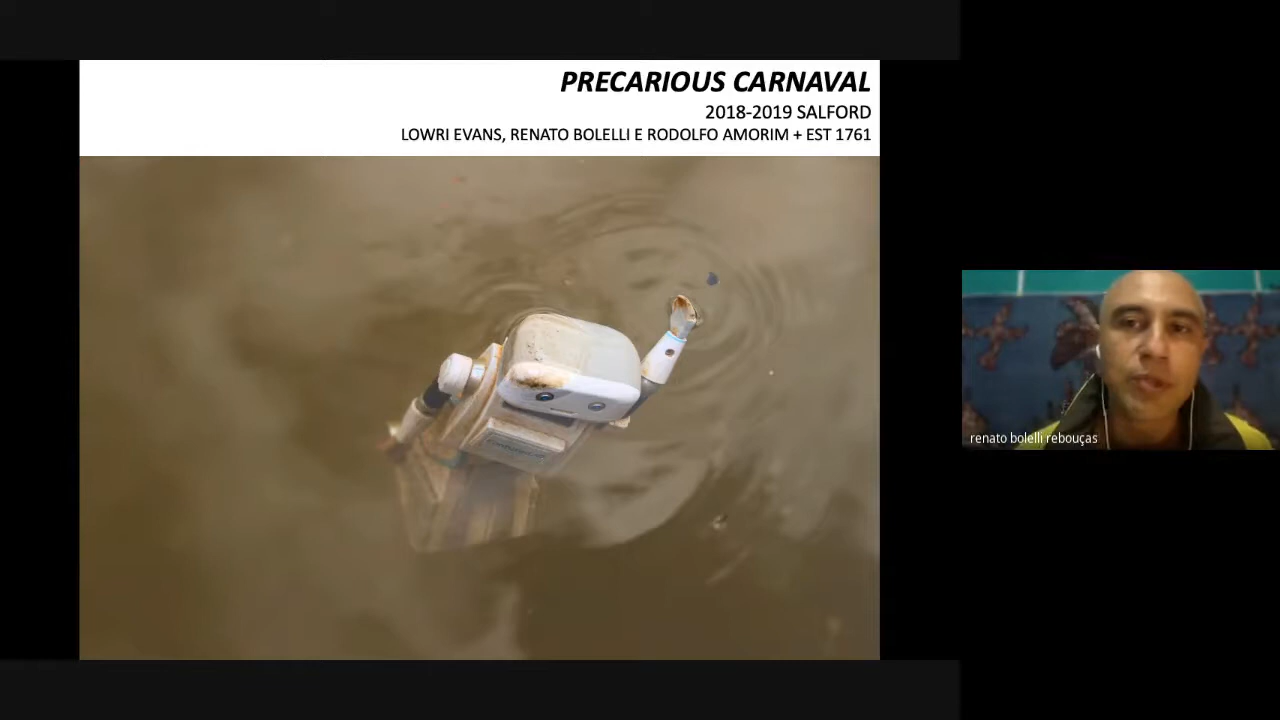 PRECARIOUS CARNAVAL
2018-2019 SALFORD
LOWRI EVANS, RENATO BOLELLI E RODOLFO AMORIM + EST 1761
renato bolelli rebouças